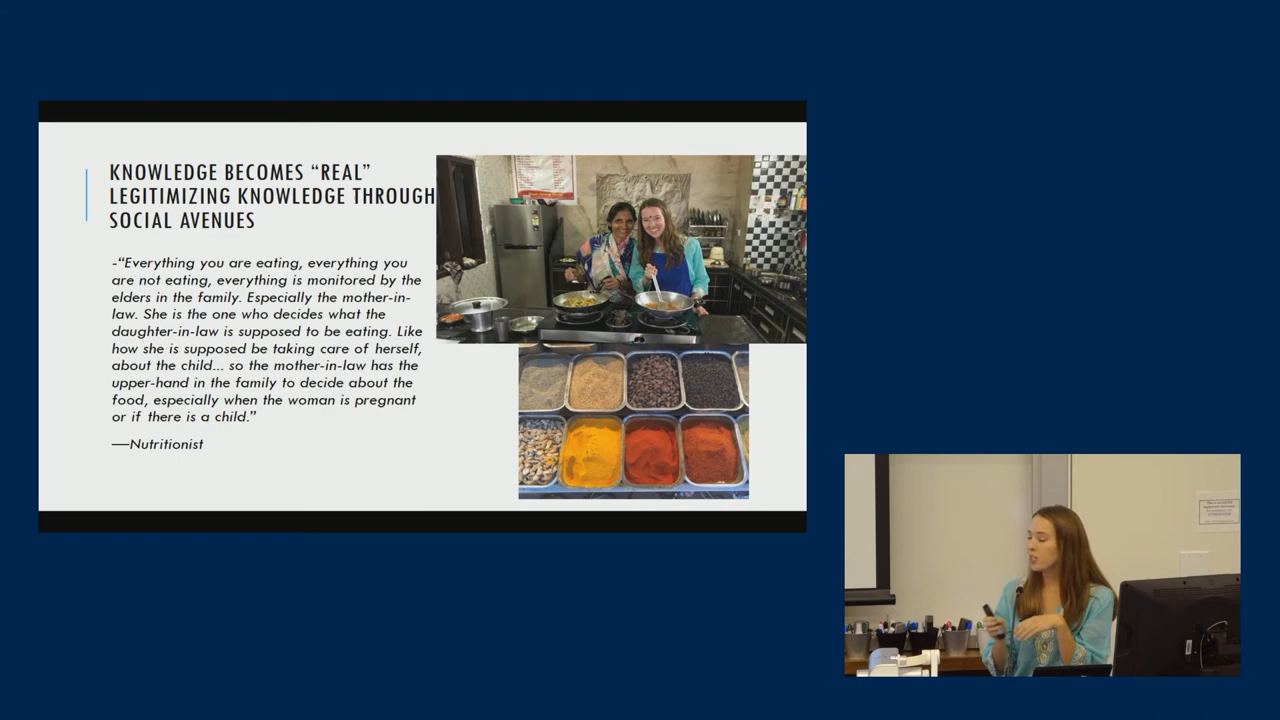 KNOWLEDGE BECOMES “REAL”
LEGITIMIZING KNOWLEDGE THROUGH
SOCIAL AVENUES
-“Everything you are eating, everything you
are not eating, everything is monitored by the
elders in the family. Especially the mother-in-
law. She is the one who decides what the
daughter-in-law is supposed to be eating. Like
how she is supposed be taking care of herself,
about the child... so the mother-in-law has the
upper-hand in the family to decide about the
food, especially when the woman is pregnant
or if there is a child.”
—Nutritionist